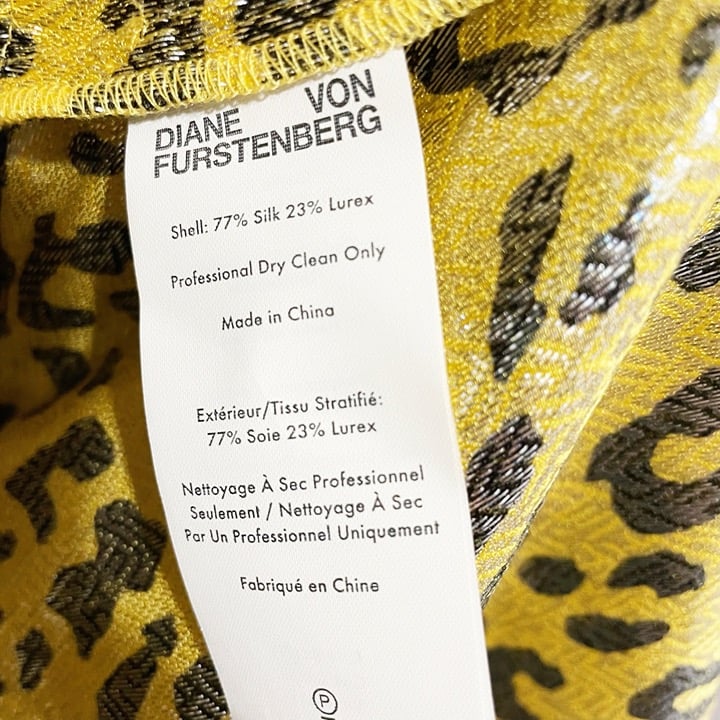 DIANE VON
FURSTENBERG
Shell: 77% Silk 23% Lurex
Professional Dry Clean Only
Made in China
Extérieur/Tissu Stratifié:
77% Soie 23% Lurex
Nettoyage À Sec Professionnel
Seulement / Nettoyage À Sec
Par Un Professionnel Uniquement
Fabriqué en Chine
P